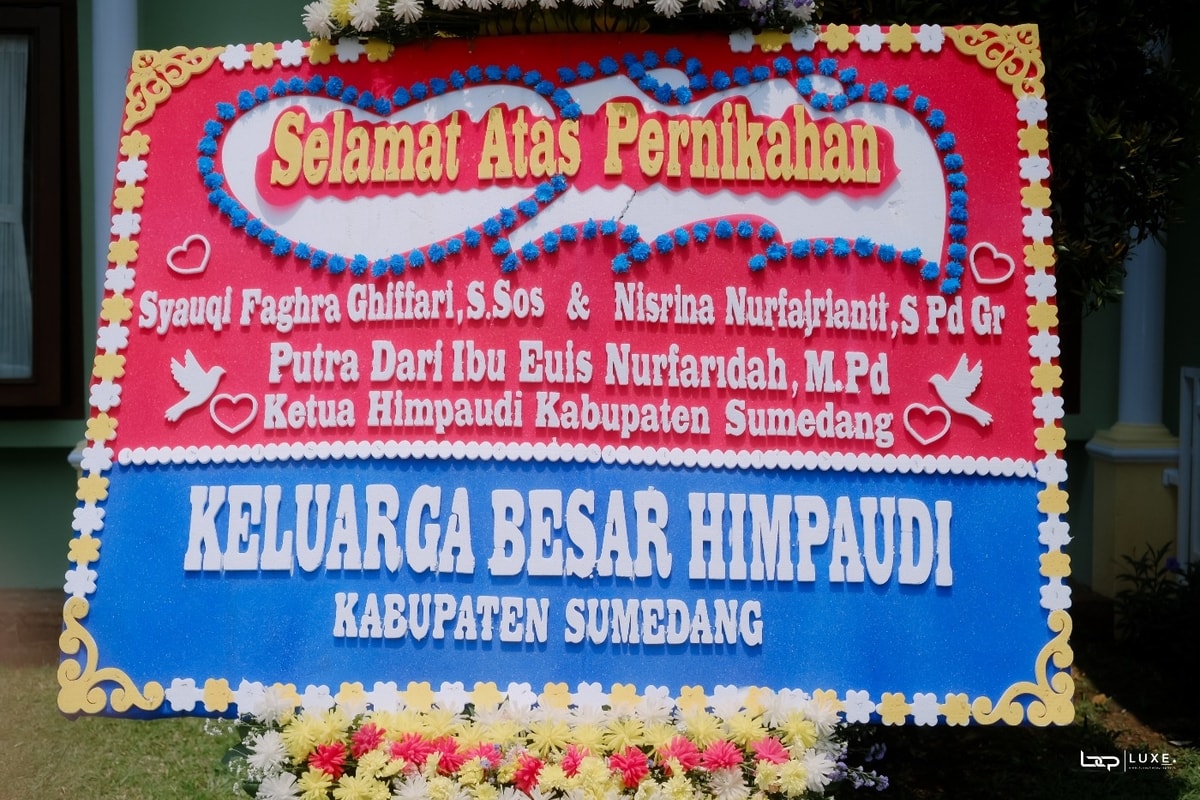 Selamat Atas Pernikahan
Syauqi Faghra Ghiffari, S.Sos & Nisrina Nurfajrianti, S Pd Gr
Putra Dari Ibu Euis Nurfaridah, M.Pd
Ketua Himpaudi Kabupaten Sumedang
KELUARGA BESAR HIMPAUDI
KABUPATEN SUMEDANG
LUXE.